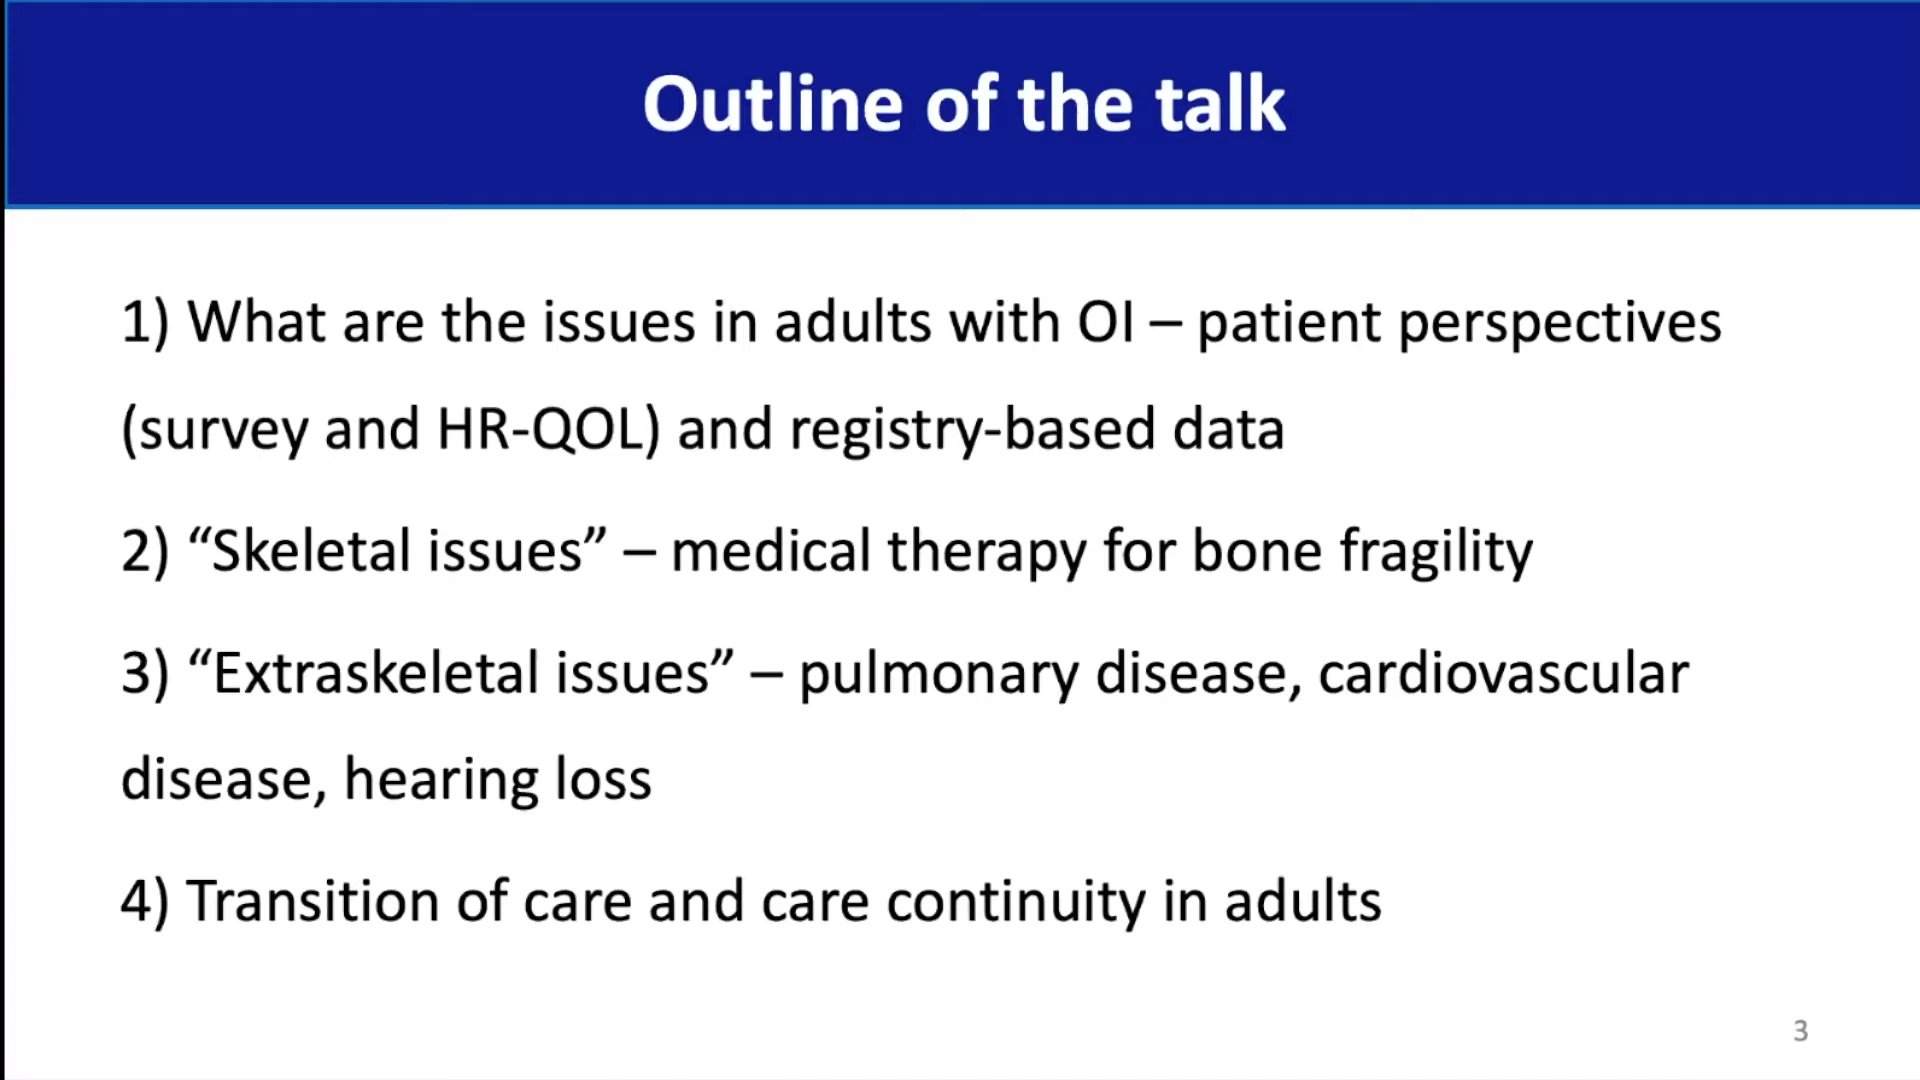 Outline of the talk
1) What are the issues in adults with OI – patient perspectives
(survey and HR-QOL) and registry-based data
2) “Skeletal issues” – medical therapy for bone fragility
3) “Extraskeletal issues” – pulmonary disease, cardiovascular
disease, hearing loss
4) Transition of care and care continuity in adults
3